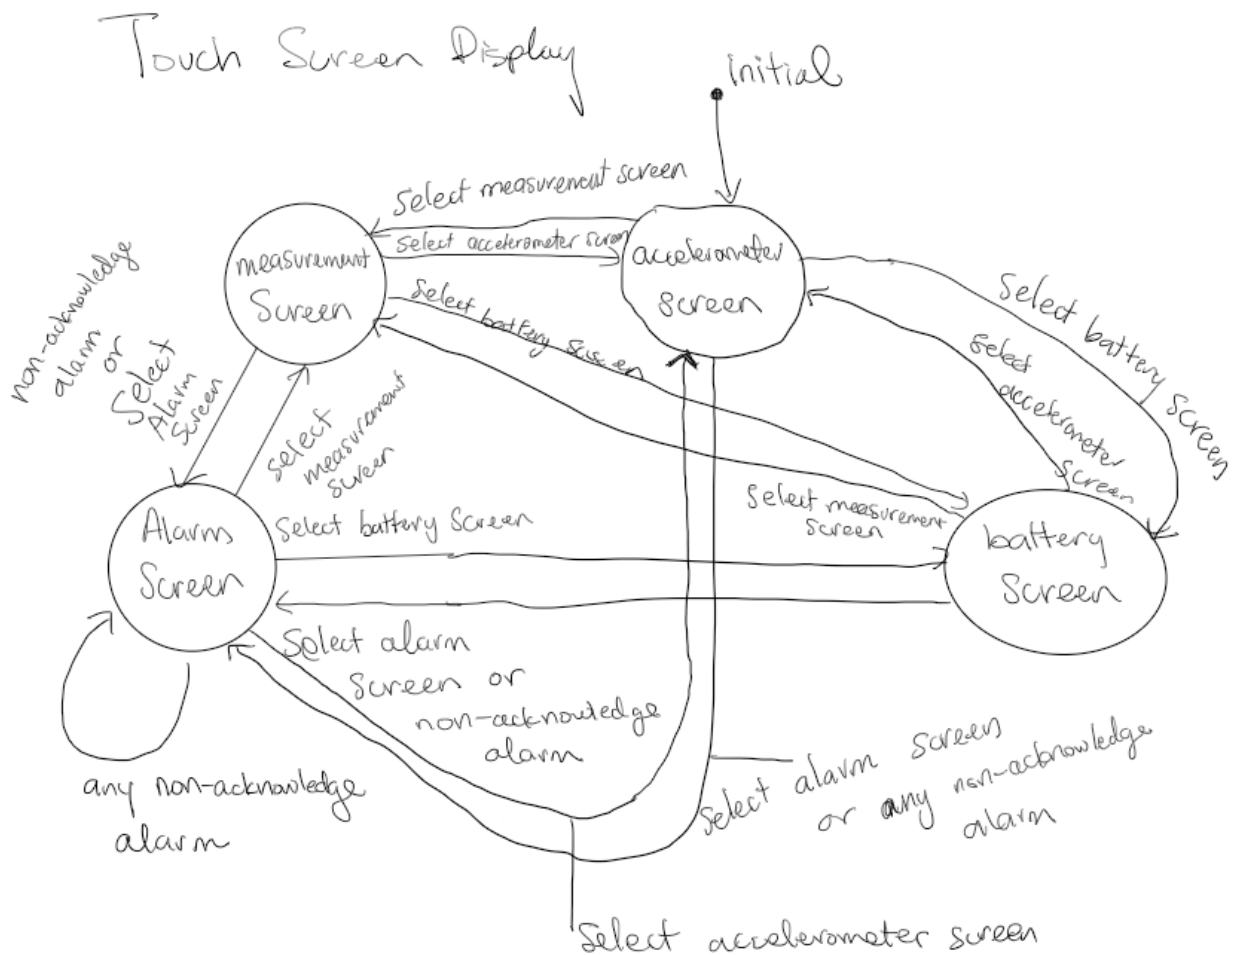 Touch Screen Display
initial
Select measurement screen
Select accelerometer screen
measurement
Screen
accelerometer
screen
non-acknowledge
alarm or
Select
Alarm
screen
Select battery screen
Select battery screen
Select
accelerometer
screen
select
measurement
screen
Alarm
Screen
Select battery Screen
Select measurement
screen
battery
Screen
Select alarm
Screen or
non-acknowledge
alarm
any non-acknowledge
alarm
Select alarm screen
or any non-acknowledge
alarm
Select accelerometer screen